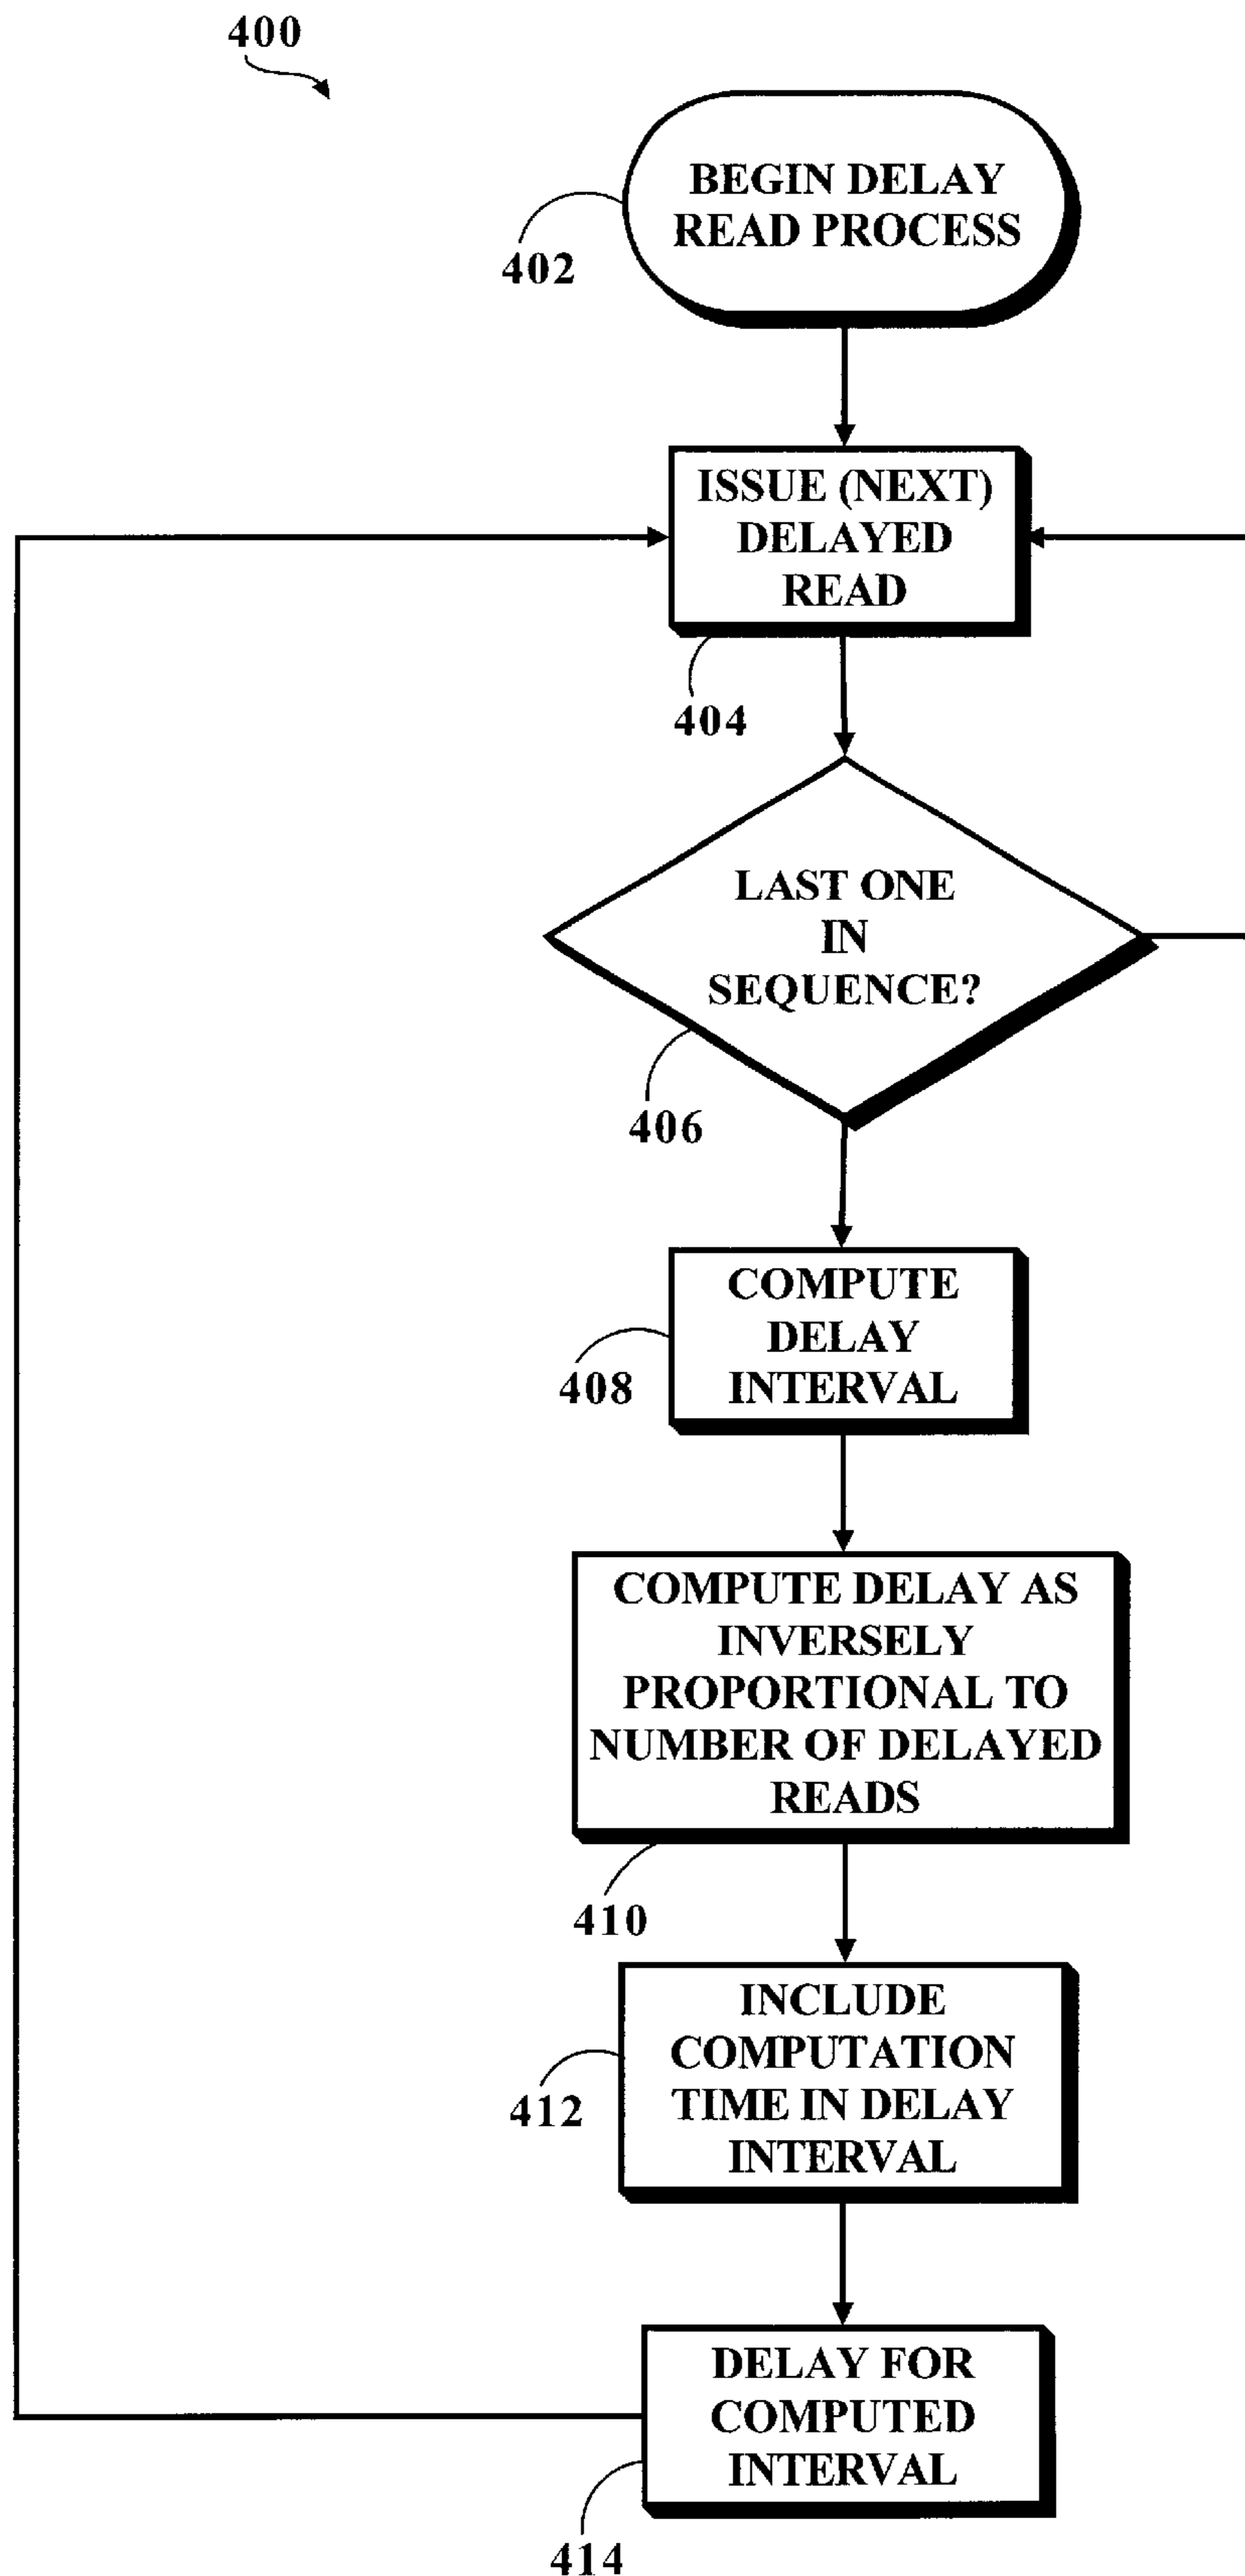 400
BEGIN DELAY
READ PROCESS
402
ISSUE (NEXT)
DELAYED
READ
404
LAST ONE
IN
SEQUENCE?
406
COMPUTE
DELAY
INTERVAL
408
COMPUTE DELAY AS
INVERSELY
PROPORTIONAL TO
NUMBER OF DELAYED
READS
410
INCLUDE
COMPUTATION
TIME IN DELAY
INTERVAL
412
DELAY FOR
COMPUTED
INTERVAL
414